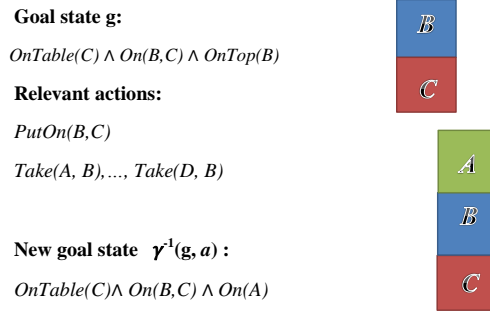 Goal state g:
OnTable(C) ∧ On(B,C) ∧ OnTop(B)
Relevant actions:
PutOn(B,C)
Take(A, B),..., Take(D, B)
New goal state γ⁻¹(g, a) :
OnTable(C)∧ On(B,C) ∧ On(A)
B
C
A
B
C